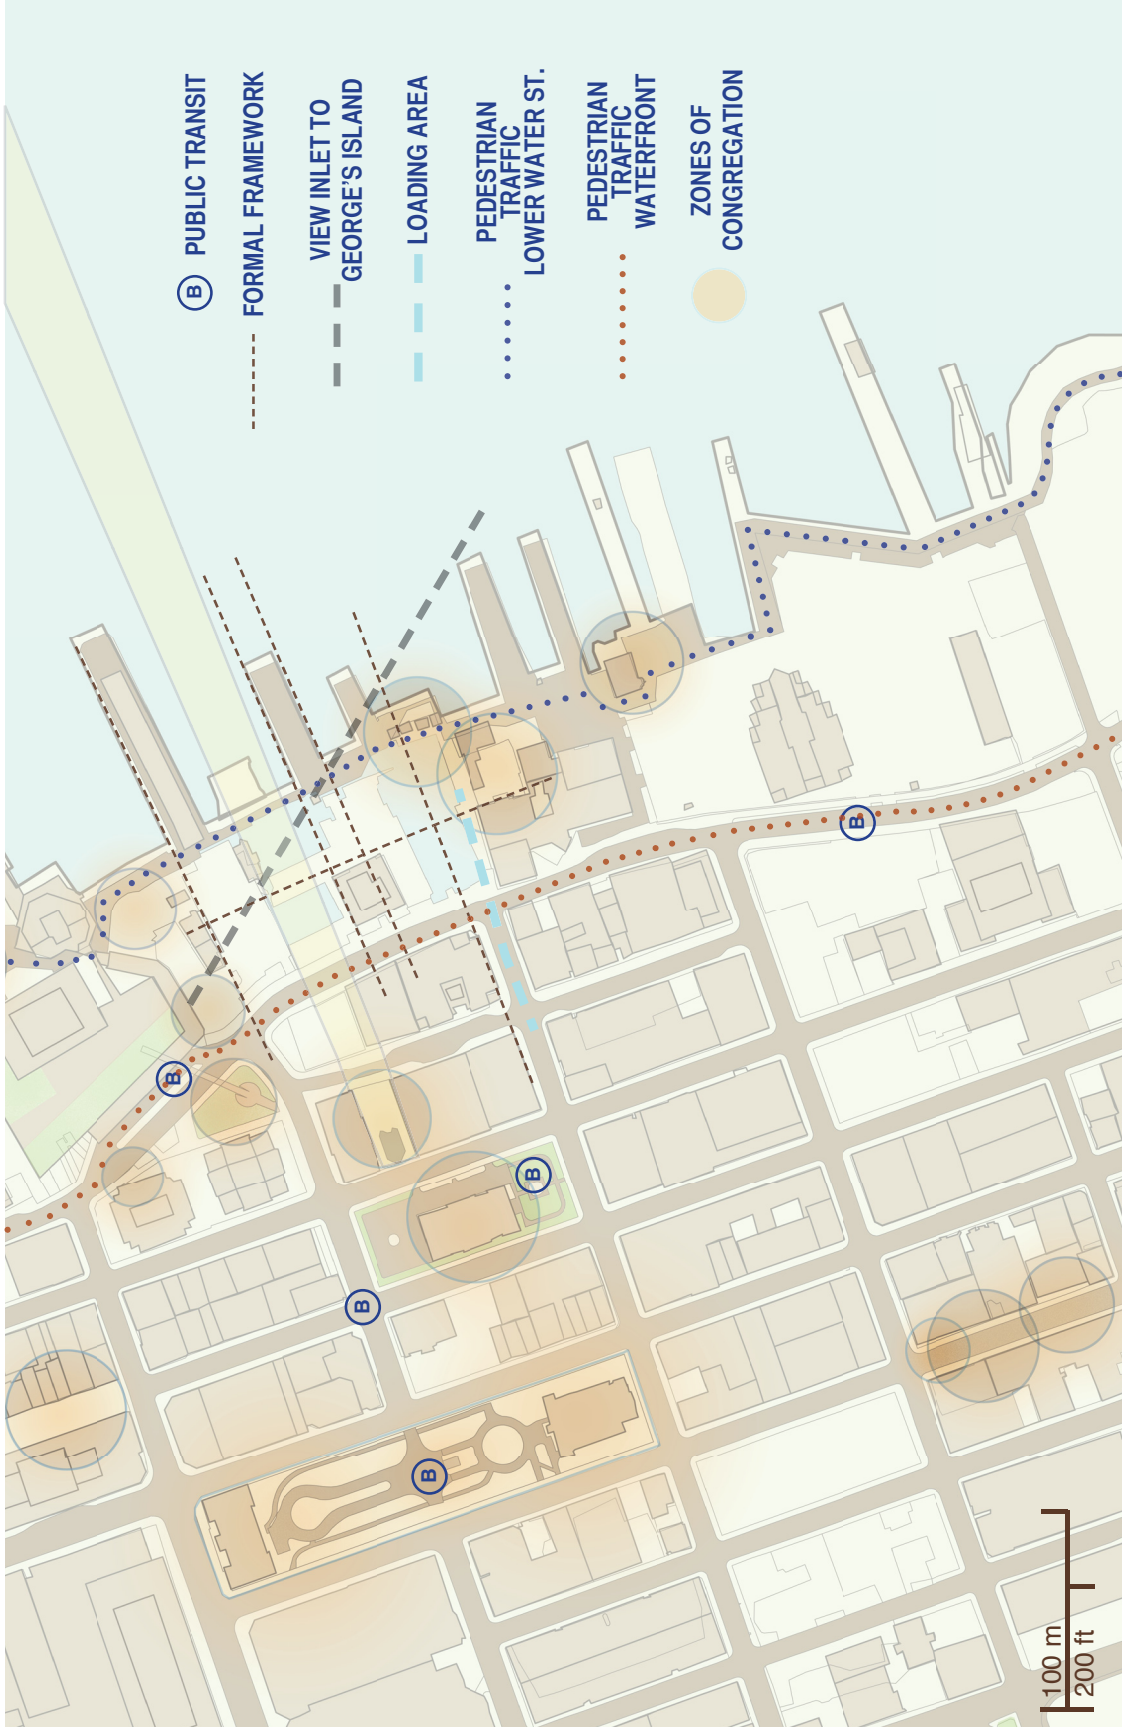 B PUBLIC TRANSIT
FORMAL FRAMEWORK
VIEW INLET TO
GEORGE'S ISLAND
LOADING AREA
PEDESTRIAN
TRAFFIC
LOWER WATER ST.
PEDESTRIAN
TRAFFIC
WATERFRONT
ZONES OF
CONGREGATION
B
B
B
B
B
100 m
200 ft